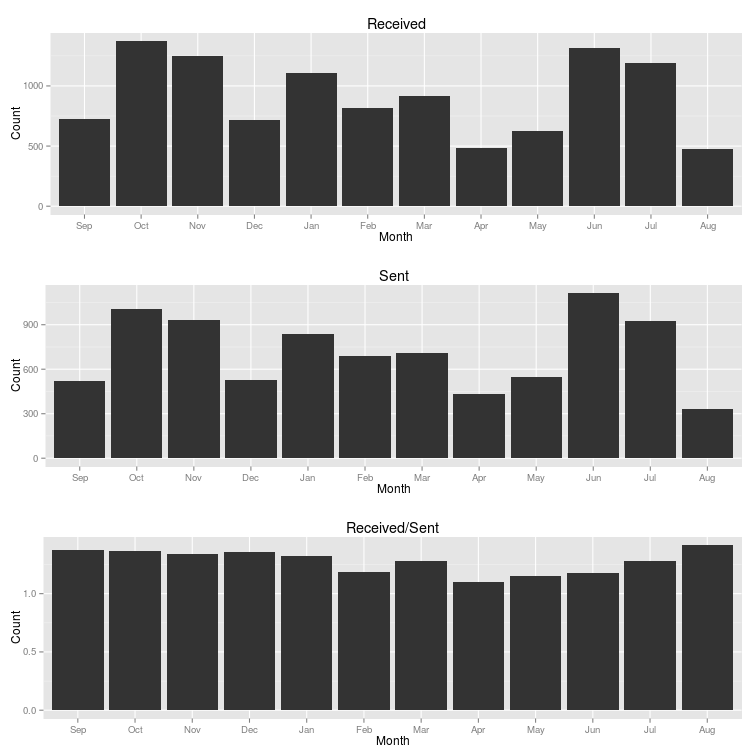 Received
Count
1000
500
0
Sep Oct Nov Dec Jan Feb Mar Apr May Jun Jul Aug
Month
Sent
Count
900
600
300
0
Sep Oct Nov Dec Jan Feb Mar Apr May Jun Jul Aug
Month
Received/Sent
Count
1.0
0.5
0.0
Sep Oct Nov Dec Jan Feb Mar Apr May Jun Jul Aug
Month